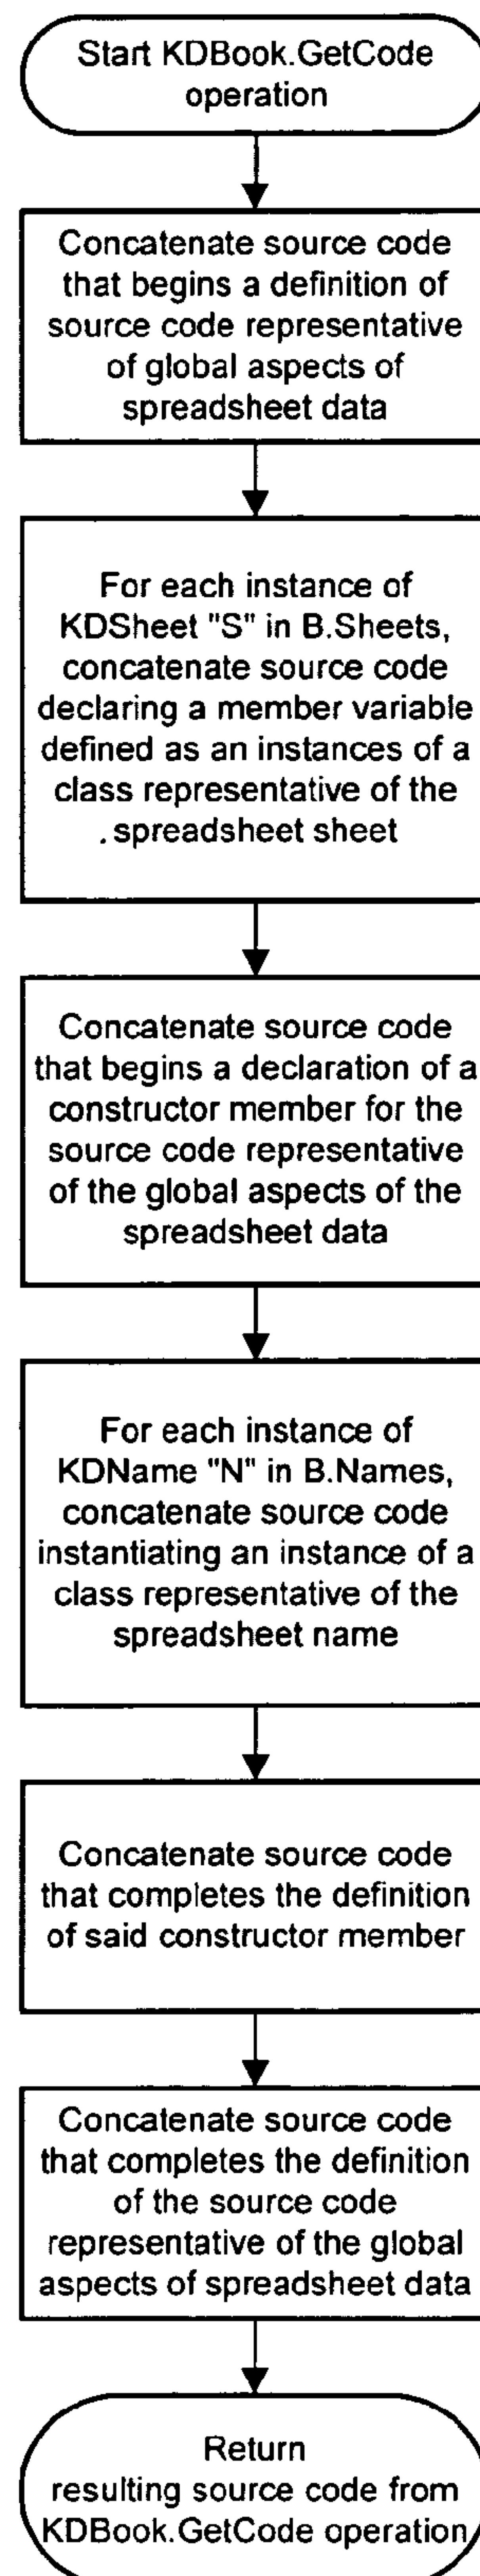 Start KDBook.GetCode
operation
Concatenate source code
that begins a definition of
source code representative
of global aspects of
spreadsheet data
For each instance of
KDSheet "S" in B.Sheets,
concatenate source code
declaring a member variable
defined as an instances of a
class representative of the
. spreadsheet sheet
Concatenate source code
that begins a declaration of a
constructor member for the
source code representative
of the global aspects of the
spreadsheet data
For each instance of
KDName "N" in B.Names,
concatenate source code
instantiating an instance of a
class representative of the
spreadsheet name
Concatenate source code
that completes the definition
of said constructor member
Concatenate source code
that completes the definition
of the source code
representative of the global
aspects of spreadsheet data
Return
resulting source code from
KDBook.GetCode operation